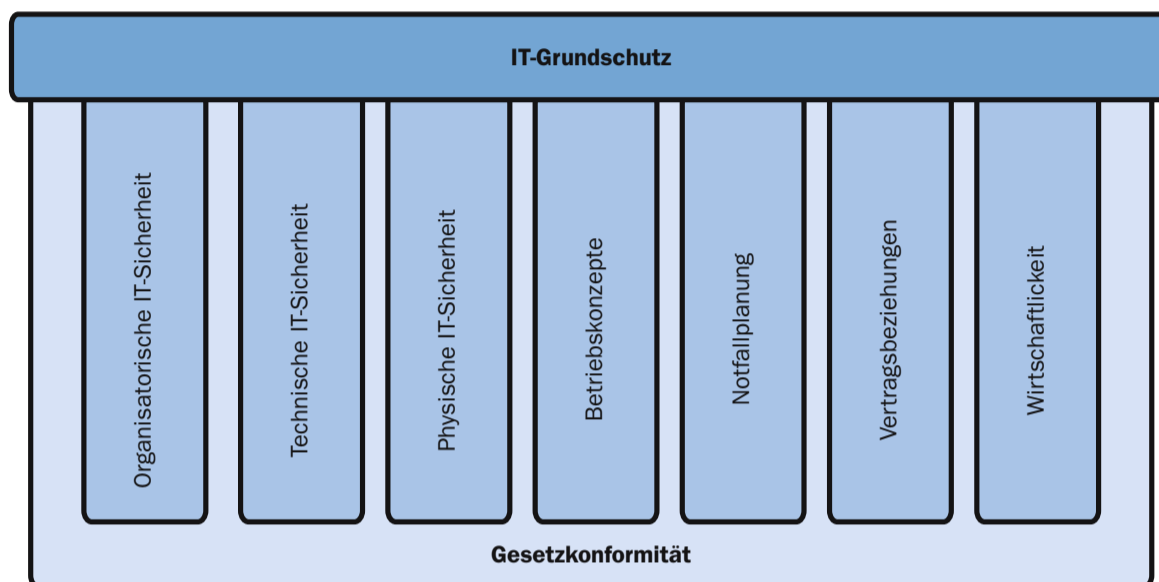 IT-Grundschutz
Organisatorische IT-Sicherheit
Technische IT-Sicherheit
Physische IT-Sicherheit
Betriebskonzepte
Notfallplanung
Vertragsbeziehungen
Wirtschaftlickeit
Gesetzkonformität